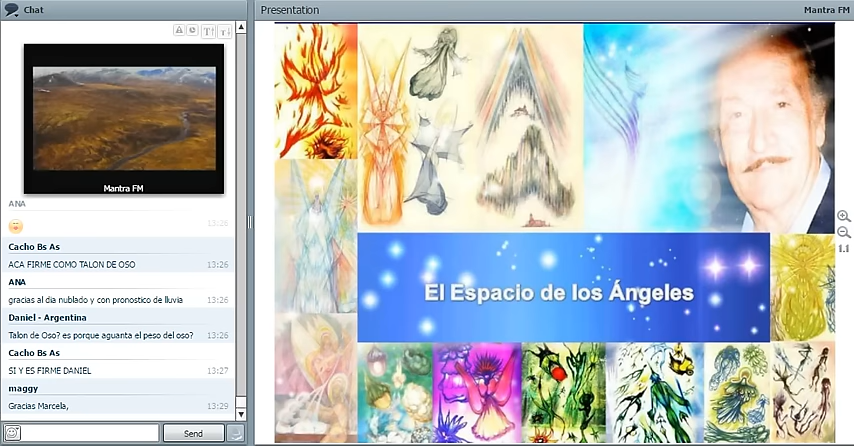 Chat
Mantra FM
ANA
13:28
Cacho Bs As
ACA FIRME COMO TALON DE OSO 13:26
ANA
gracias al dia nublado y con pronostico de lluvia 13:26
Daniel - Argentina
Talon de Oso? es porque aguanta el peso del oso? 13:26
Cacho Bs As
SI Y ES FIRME DANIEL 13:27
maggy
Gracias Marcela, 13:29
Send
Presentation Mantra FM
El Espacio de los Ángeles
1:1